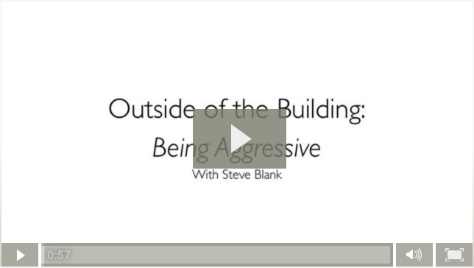 Outside of the Building:
Being Aggressive
With Steve Blank
0:57